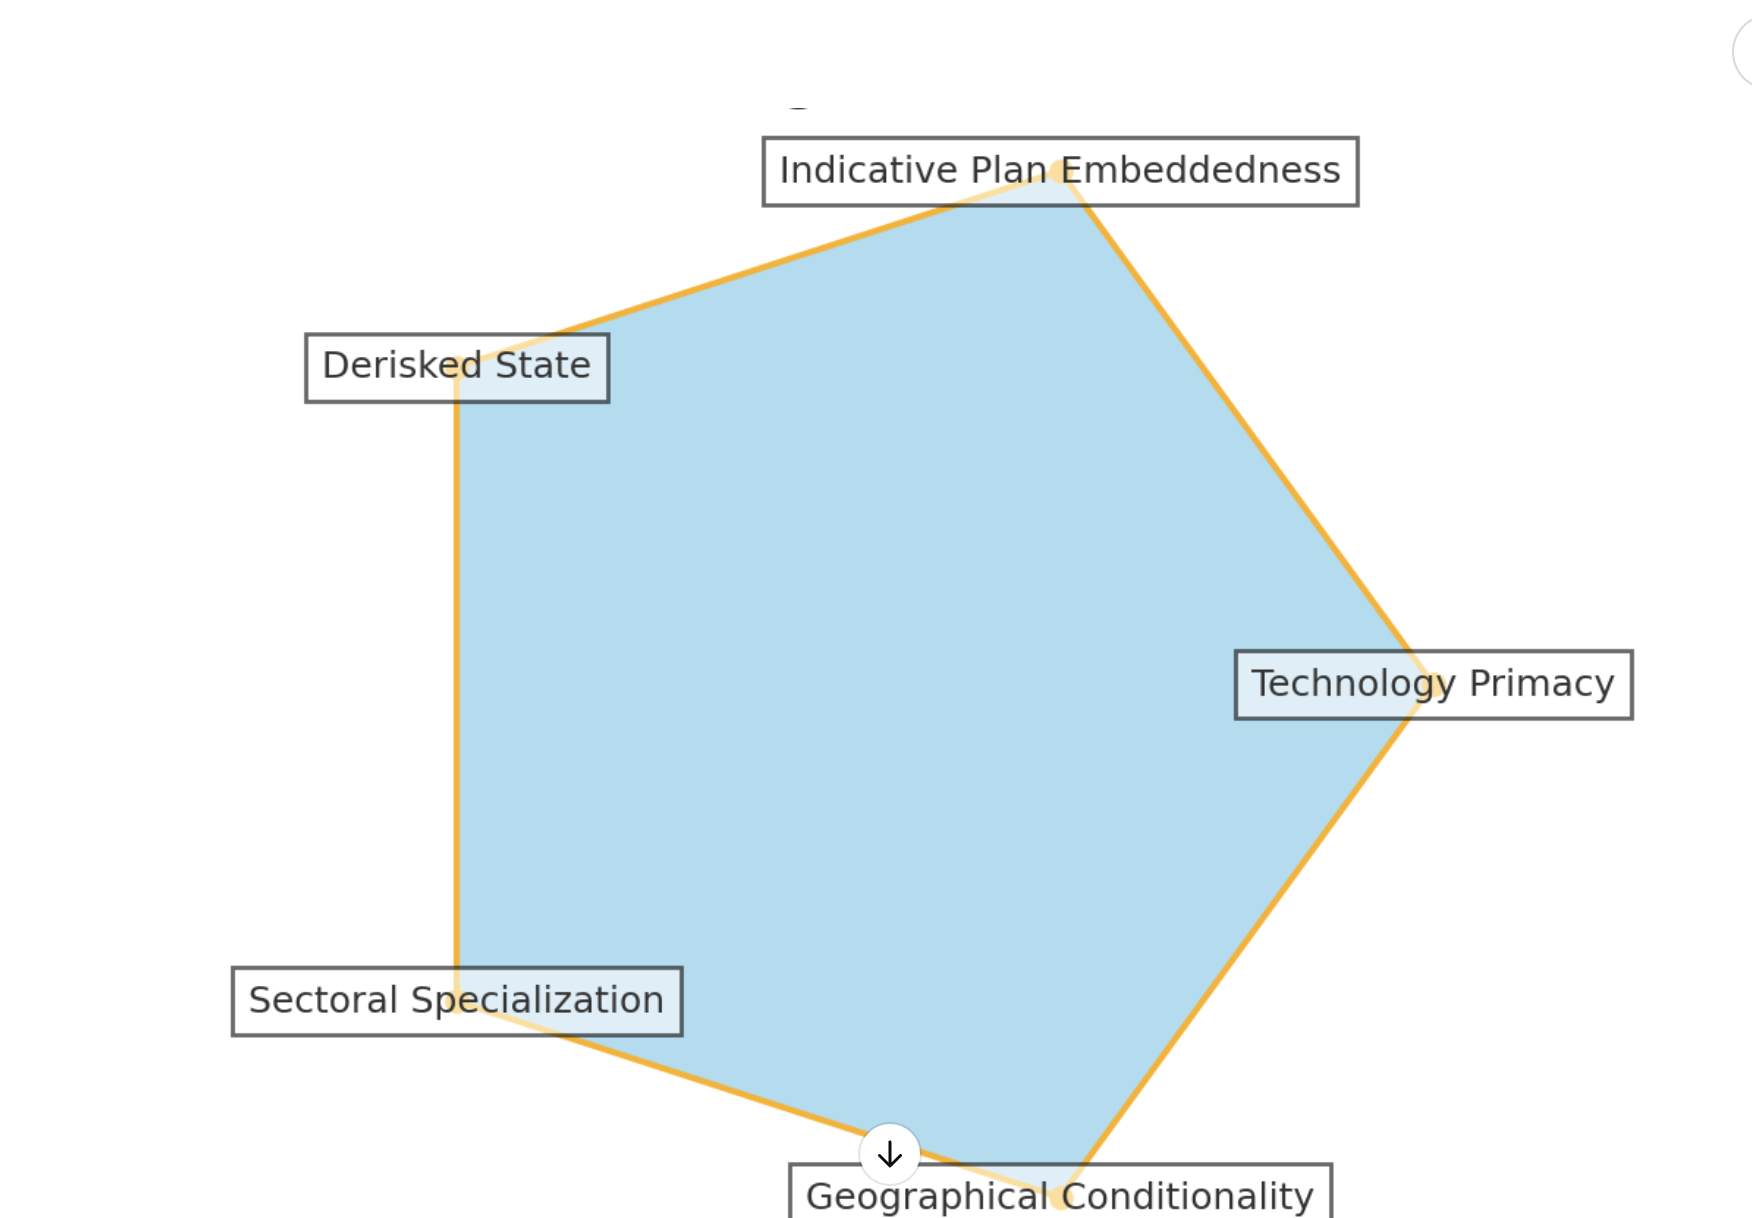 Indicative Plan Embeddedness
Derisked State
Technology Primacy
Sectoral Specialization
Geographical Conditionality